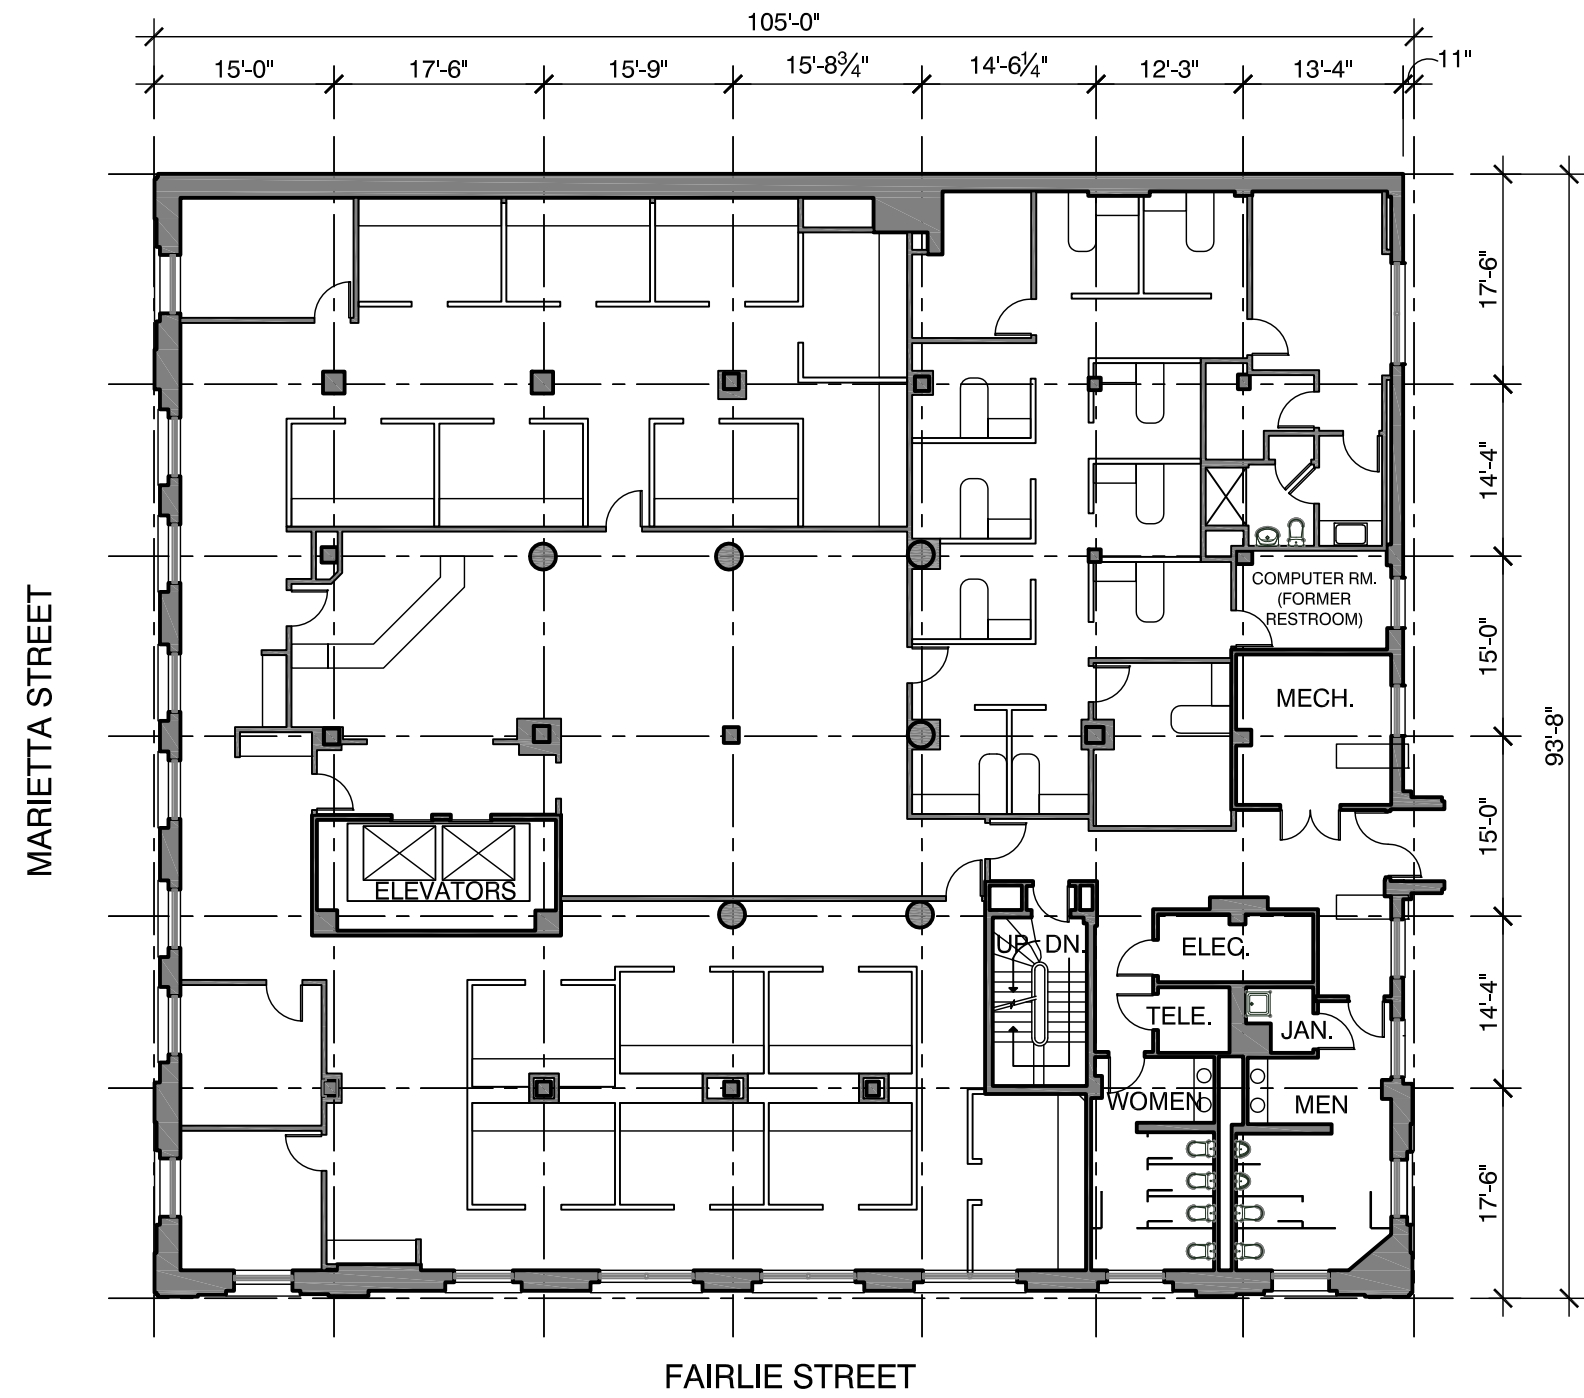 105'-0"
15'-0" 17'-6" 15'-9" 15'-8¾" 14'-6¼" 12'-3" 13'-4" 11"
17'-6"
14'-4"
COMPUTER RM.
(FORMER
RESTROOM)
15'-0"
MECH.
93'-8"
MARIETTA STREET
15'-0"
ELEVATORS
UP DN.
ELEC.
14'-4"
TELE.
JAN.
WOMEN
MEN
17'-6"
FAIRLIE STREET